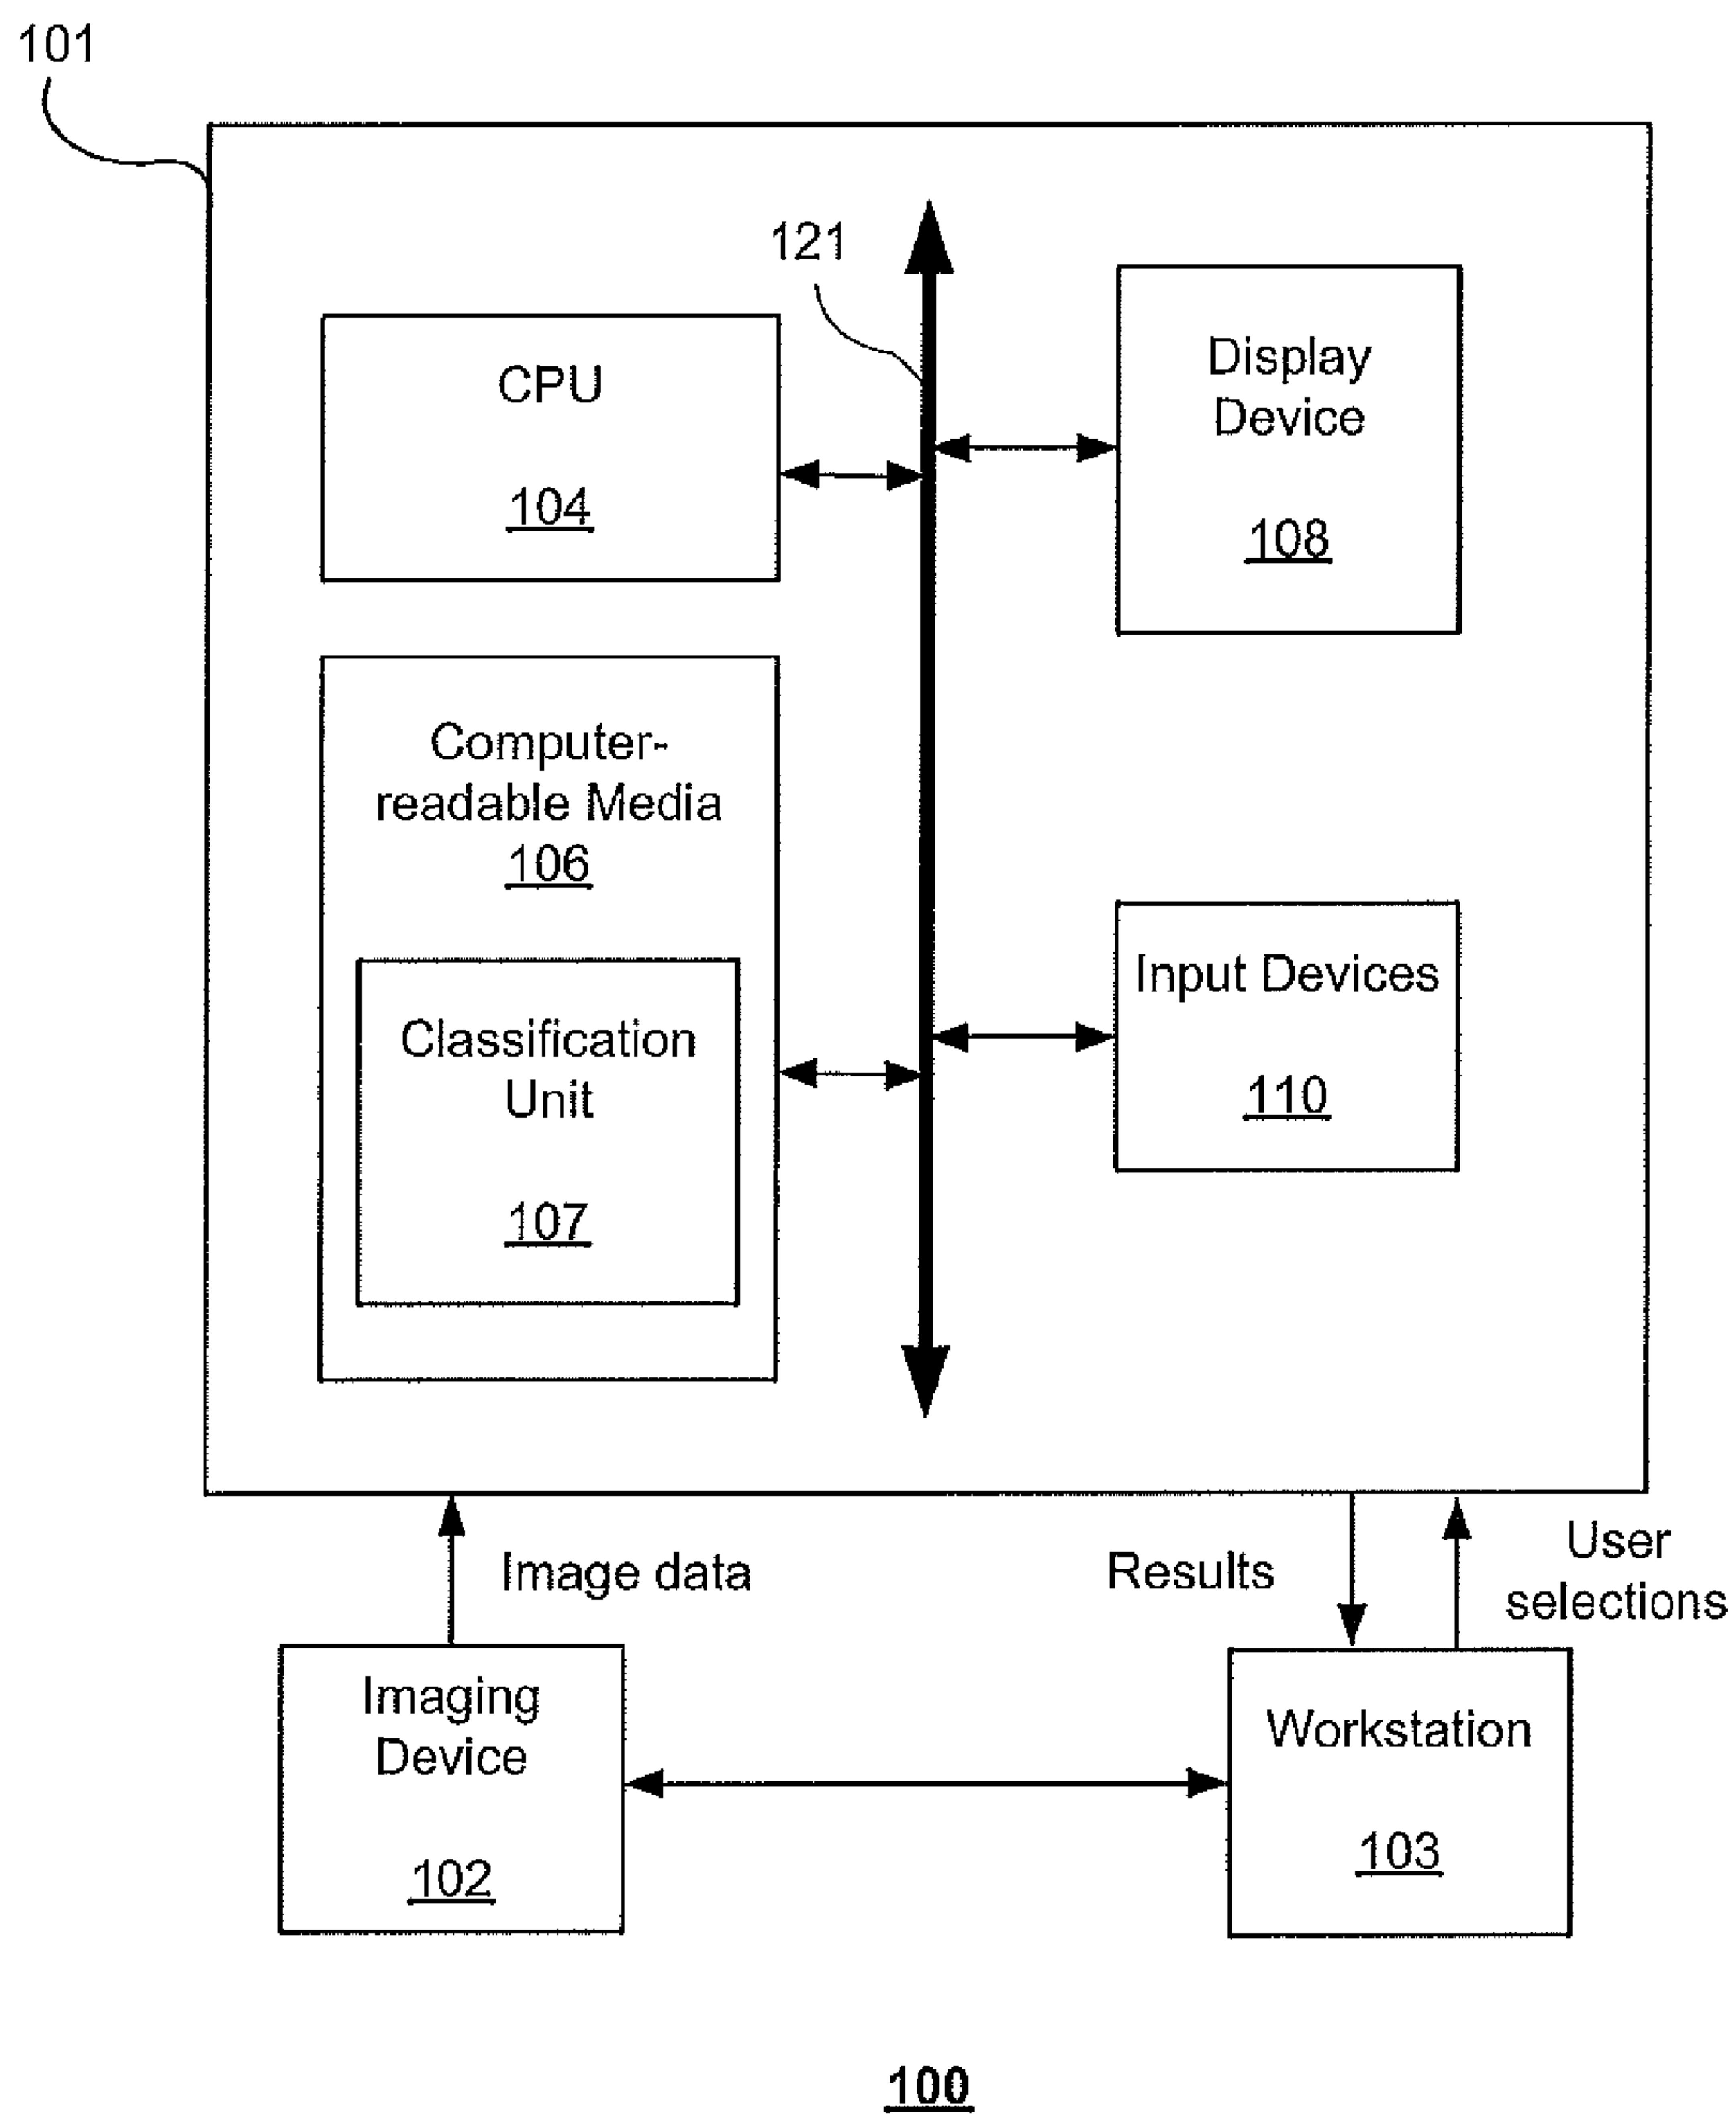 101
121
CPU
104
Display
Device
108
Computer-
readable Media
106
Classification
Unit
107
Input Devices
110
Image data
Results
User
selections
Imaging
Device
102
Workstation
103
100